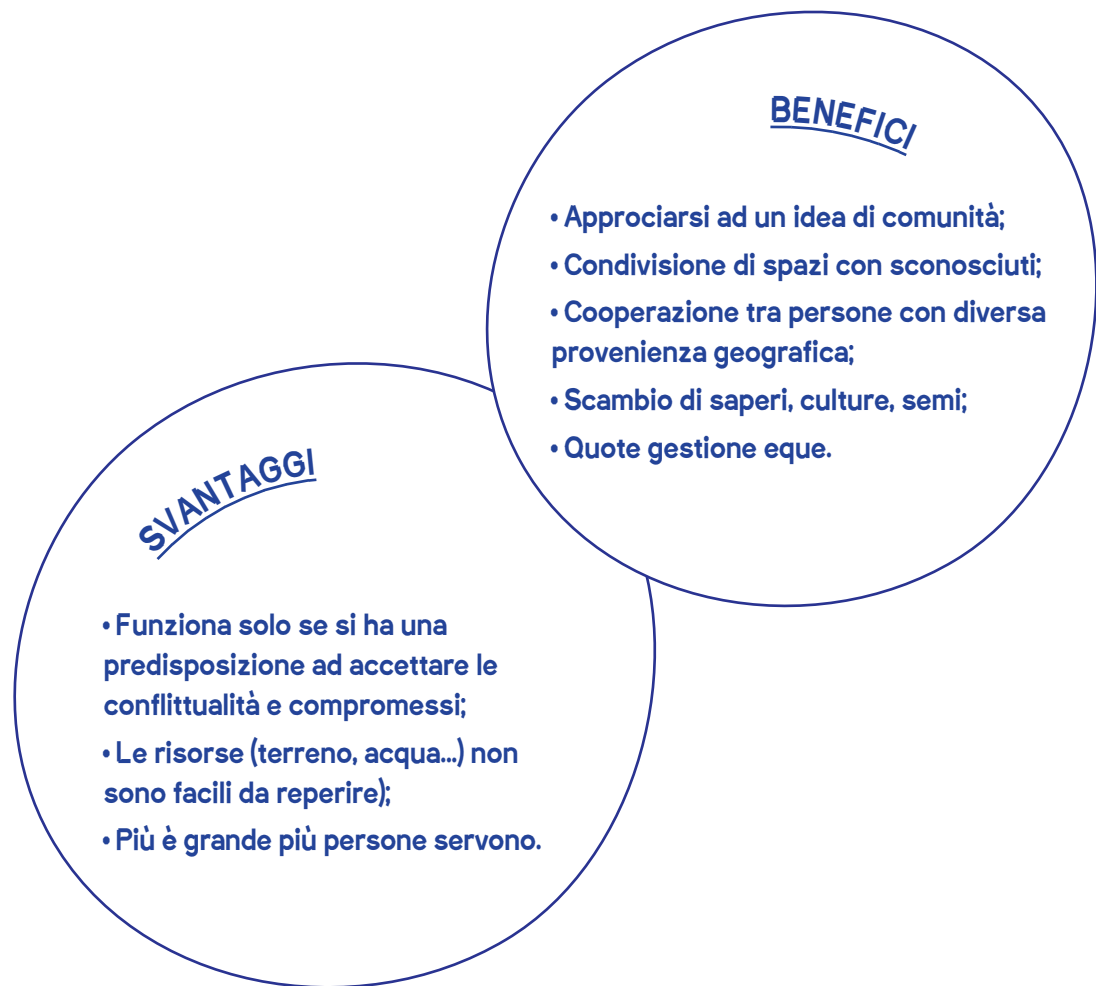 BENEFICI
• Approciarsi ad un idea di comunità;
• Condivisione di spazi con sconosciuti;
• Cooperazione tra persone con diversa
provenienza geografica;
• Scambio di saperi, culture, semi;
• Quote gestione eque.
SVANTAGGI
• Funziona solo se si ha una
predisposizione ad accettare le
conflittualità e compromessi;
• Le risorse (terreno, acqua...) non
sono facili da reperire);
• Più è grande più persone servono.